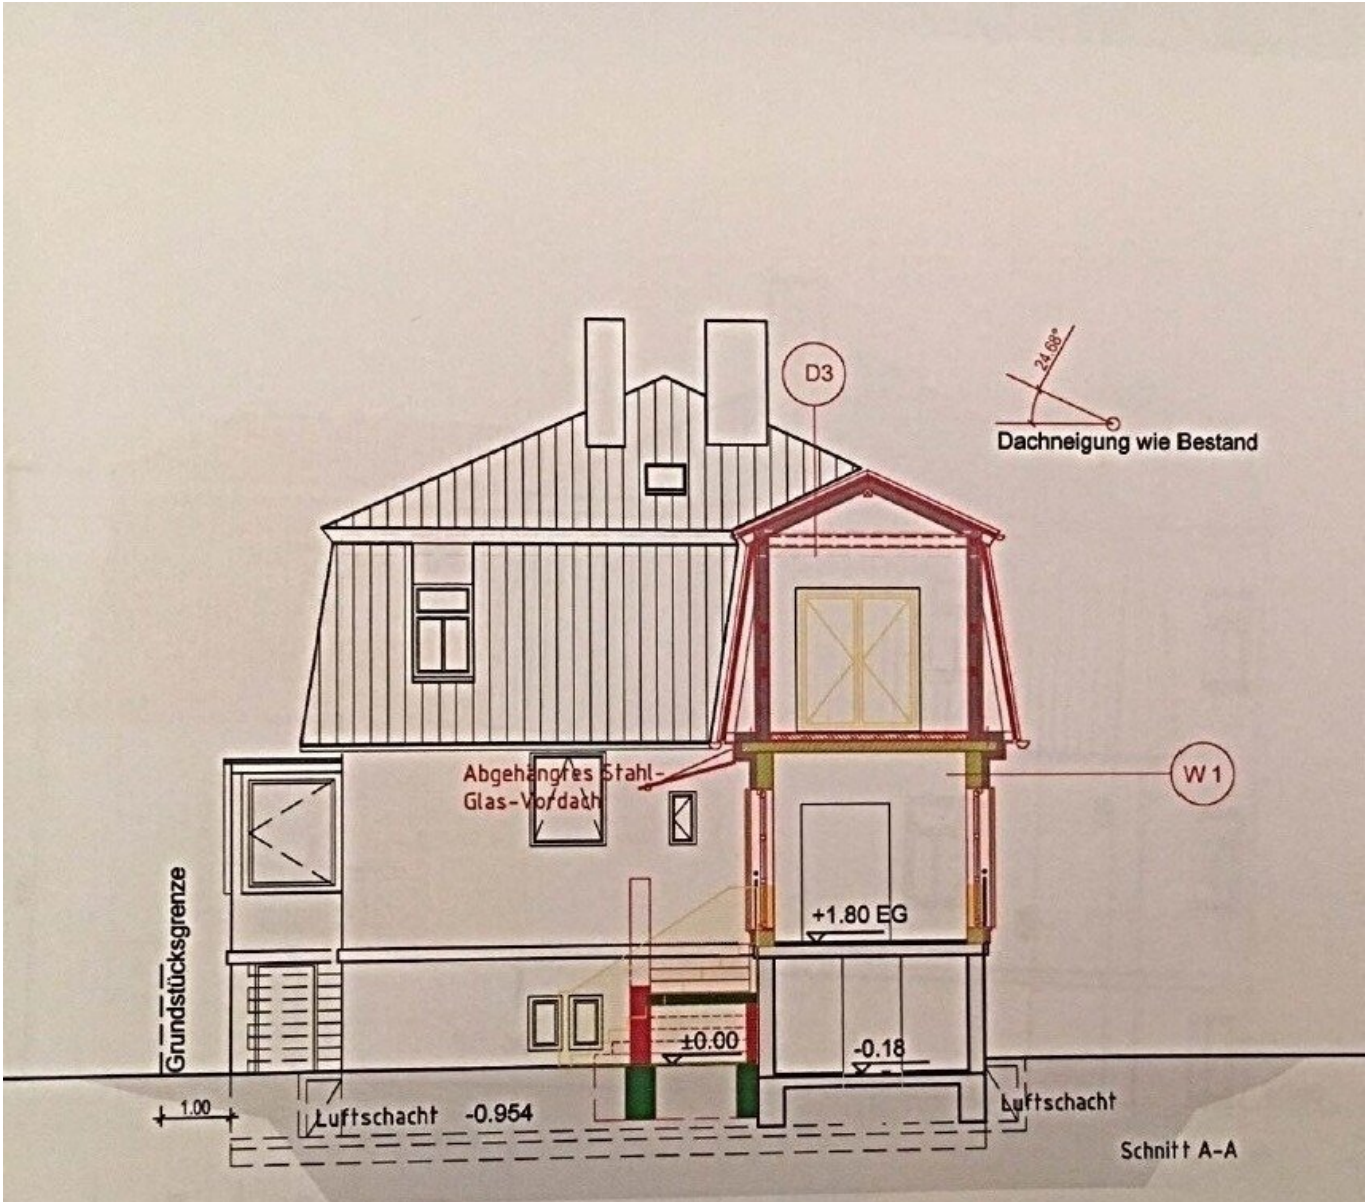 D3
24.68°
Dachneigung wie Bestand
Abgehängtes Stahl-
Glas-Vordach
W 1
+1.80 EG
Grundstücksgrenze
±0.00
-0.18
1.00
Luftschacht -0.954
Luftschacht
Schnitt A-A